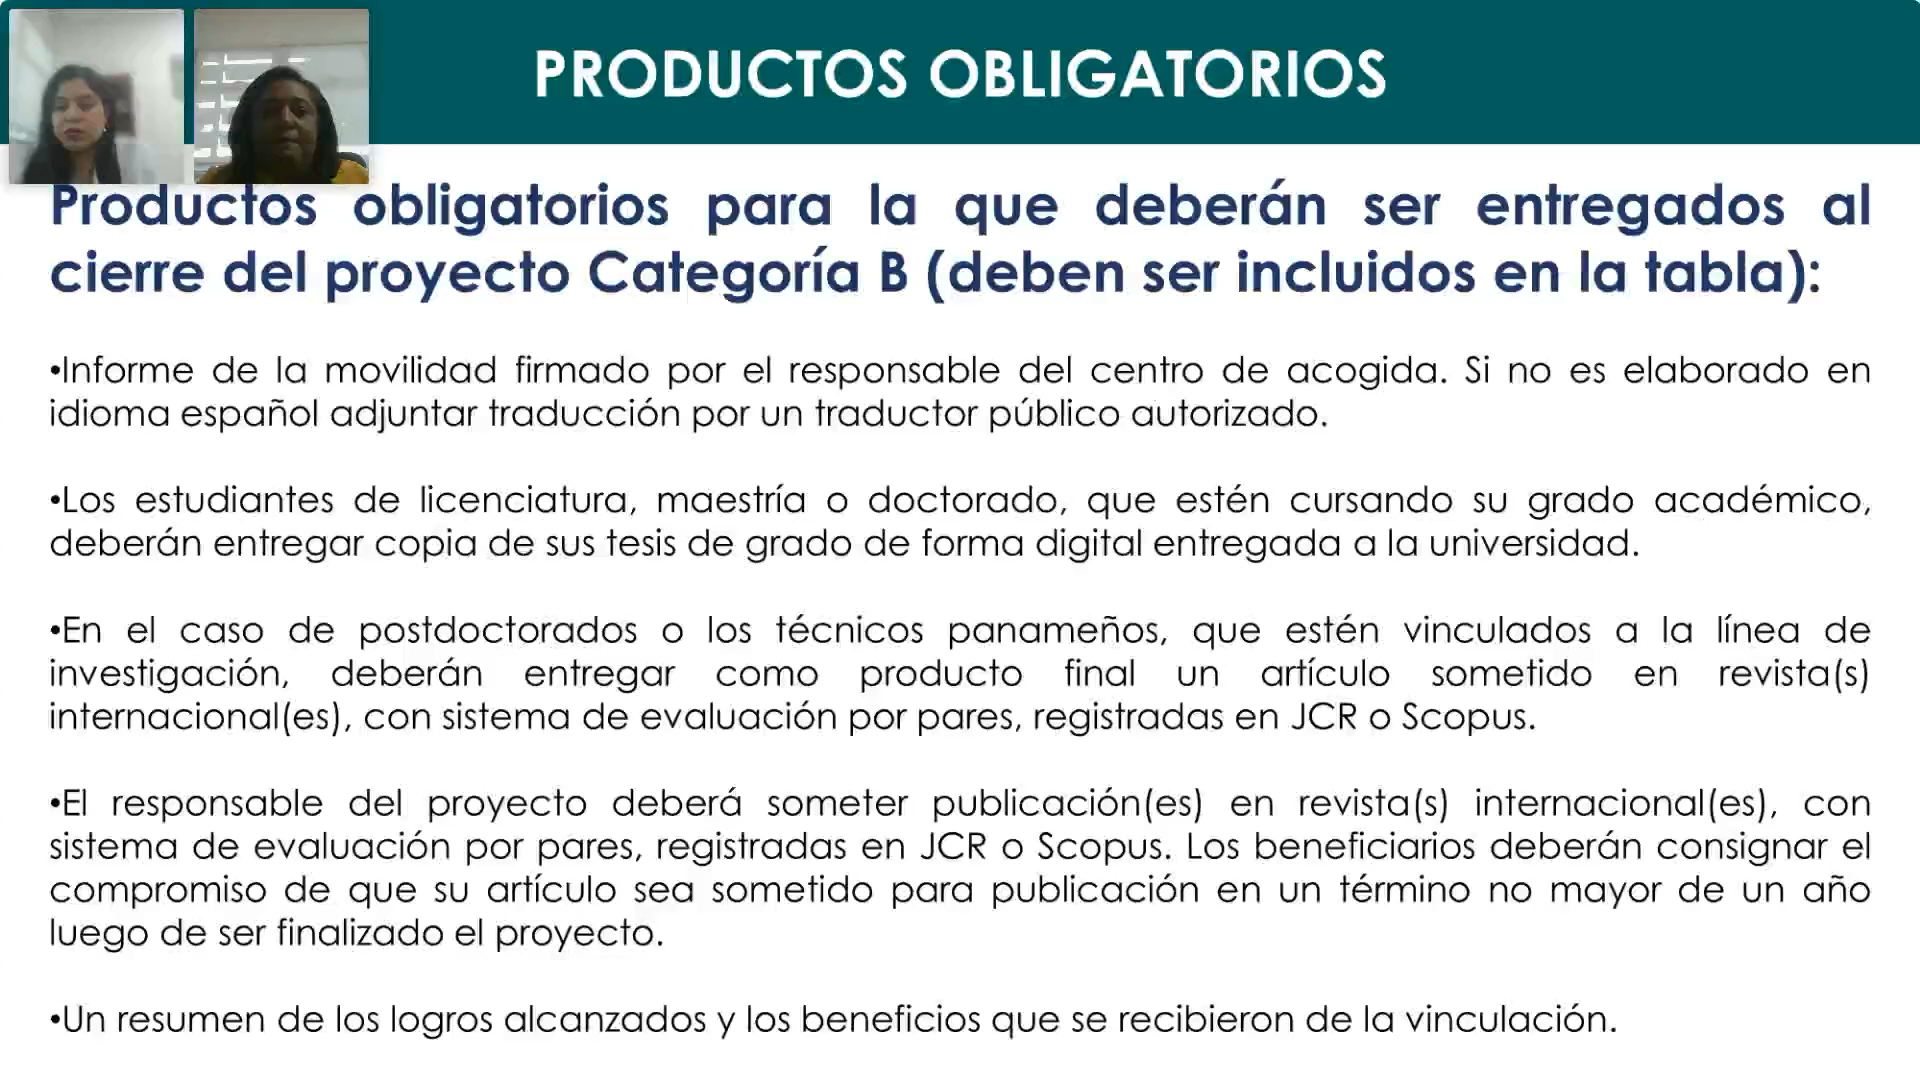 PRODUCTOS OBLIGATORIOS
Productos obligatorios para la que deberán ser entregados al
cierre del proyecto Categoría B (deben ser incluidos en la tabla):
•Informe de la movilidad firmado por el responsable del centro de acogida. Si no es elaborado en
idioma español adjuntar traducción por un traductor público autorizado.
•Los estudiantes de licenciatura, maestría o doctorado, que estén cursando su grado académico,
deberán entregar copia de sus tesis de grado de forma digital entregada a la universidad.
•En el caso de postdoctorados o los técnicos panameños, que estén vinculados a la línea de
investigación, deberán entregar como producto final un artículo sometido en revista(s)
internacional(es), con sistema de evaluación por pares, registradas en JCR o Scopus.
•El responsable del proyecto deberá someter publicación(es) en revista(s) internacional(es), con
sistema de evaluación por pares, registradas en JCR o Scopus. Los beneficiarios deberán consignar el
compromiso de que su artículo sea sometido para publicación en un término no mayor de un año
luego de ser finalizado el proyecto.
•Un resumen de los logros alcanzados y los beneficios que se recibieron de la vinculación.